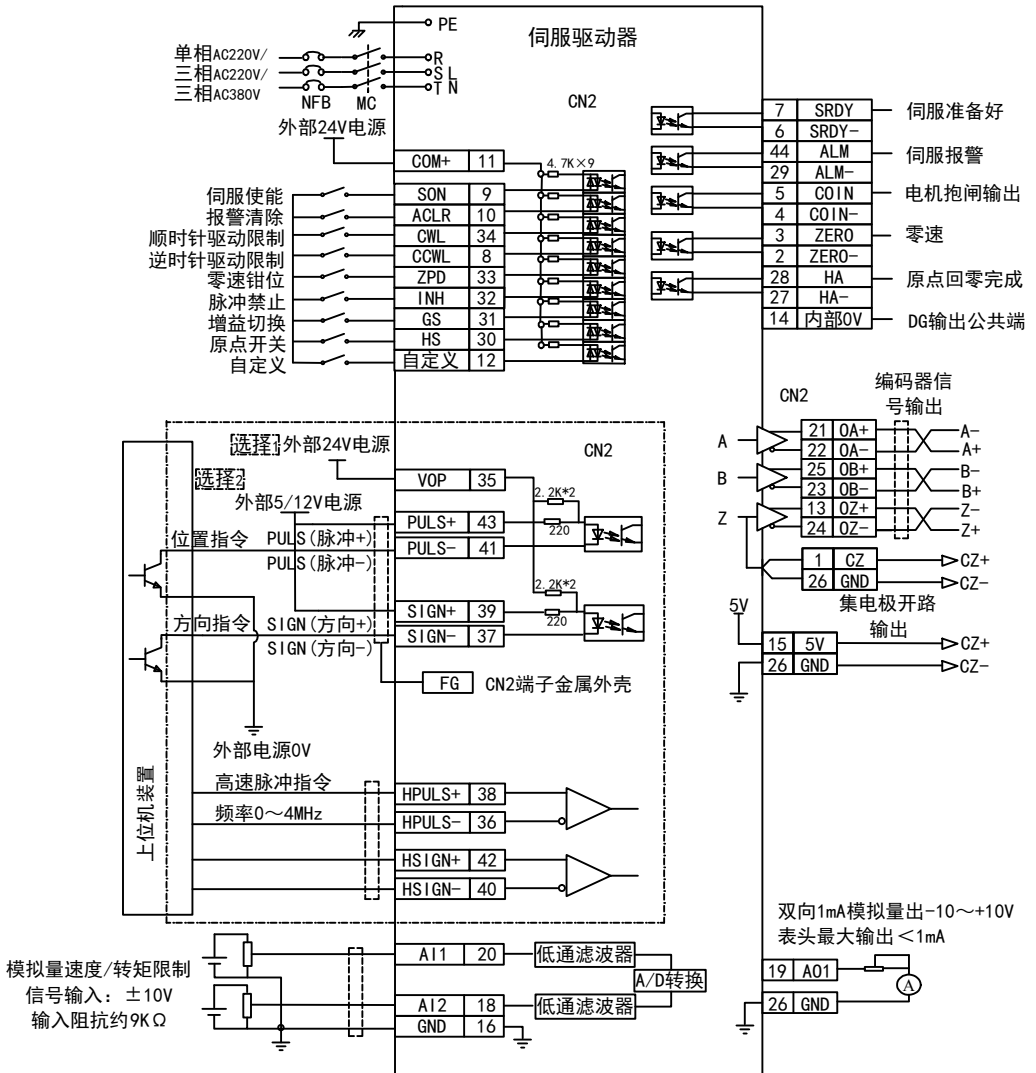 伺服驱动器
PE
单相AC220V/
三相AC220V/
三相AC380V
NFB
MC
R
S L
T N
CN2
外部24V电源
COM+ 11
4.7K×9
伺服使能 SON 9
报警清除 ACLR 10
顺时针驱动限制 CWL 34
逆时针驱动限制 CCWL 8
零速钳位 ZPD 33
脉冲禁止 INH 32
增益切换 GS 31
原点开关 HS 30
自定义 自定义 12
7 SRDY 伺服准备好
6 SRDY-
44 ALM 伺服报警
29 ALM-
5 COIN 电机抱闸输出
4 COIN-
3 ZERO 零速
2 ZERO-
28 HA 原点回零完成
27 HA-
14 内部0V DG输出公共端
选择1 外部24V电源
CN2
选择2
VOP 35
外部5/12V电源
2.2K*2
PULS+ 43
220
位置指令 PULS(脉冲+)
PULS- 41
PULS(脉冲-)
2.2K*2
SIGN+ 39
220
方向指令 SIGN(方向+)
SIGN- 37
SIGN(方向-)
FG CN2端子金属外壳
外部电源0V
上位机装置
高速脉冲指令 HPULS+ 38
频率0～4MHz HPULS- 36
HSIGN+ 42
HSIGN- 40
CN2
编码器信
号输出
A 21 OA+ A-
22 OA- A+
B 25 OB+ B-
23 OB- B+
Z 13 OZ+ Z-
24 OZ- Z+
1 CZ CZ+
26 GND CZ-
集电极开路
输出
5V
15 5V CZ+
26 GND CZ-
模拟量速度/转矩限制
信号输入：±10V
输入阻抗约9KΩ
AI1 20 低通滤波器
A/D转换
AI2 18 低通滤波器
GND 16
双向1mA模拟量出-10～+10V
表头最大输出＜1mA
19 AO1
A
26 GND